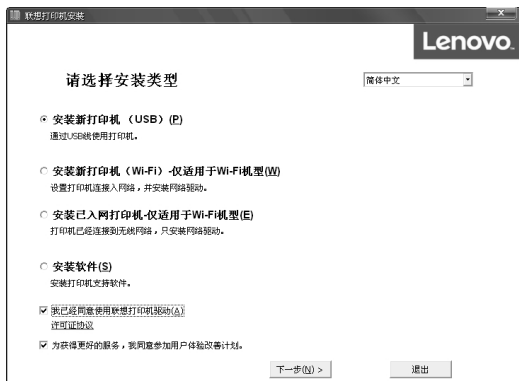 联想打印机安装
Lenovo
请选择安装类型
简体中文
安装新打印机 （USB）(P)
通过USB线使用打印机。
安装新打印机（Wi-Fi）-仅适用于Wi-Fi机型(W)
设置打印机连接入网络，并安装网络驱动。
安装已入网打印机-仅适用于Wi-Fi机型(E)
打印机已经连接到无线网络，只安装网络驱动。
安装软件(S)
安装打印机支持软件。
我已经同意使用联想打印机驱动(A)
许可证协议
为获得更好的服务，我同意参加用户体验改善计划。
下一步(N) >
退出